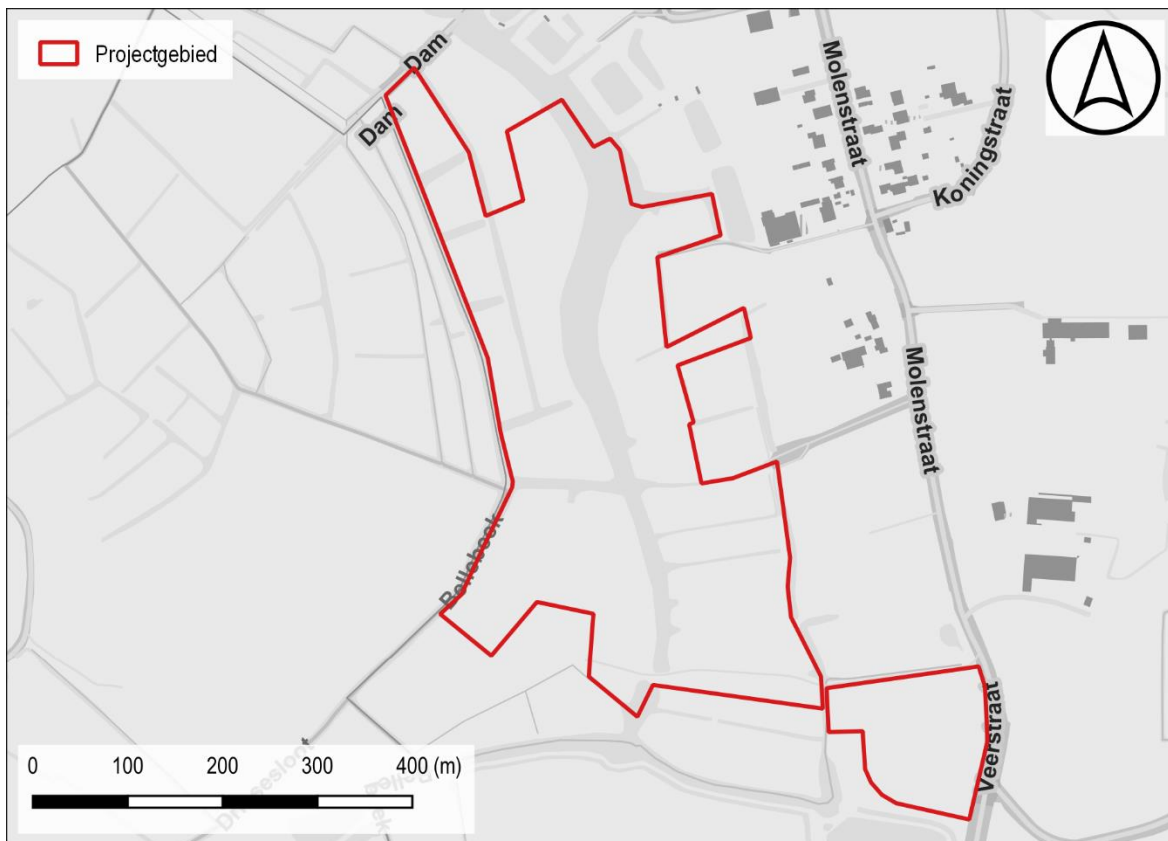 Projectgebied
Dam
Dam
Molenstraat
Koningstraat
Molenstraat
Bellebeek
Veerstraat
0 100 200 300 400 (m)